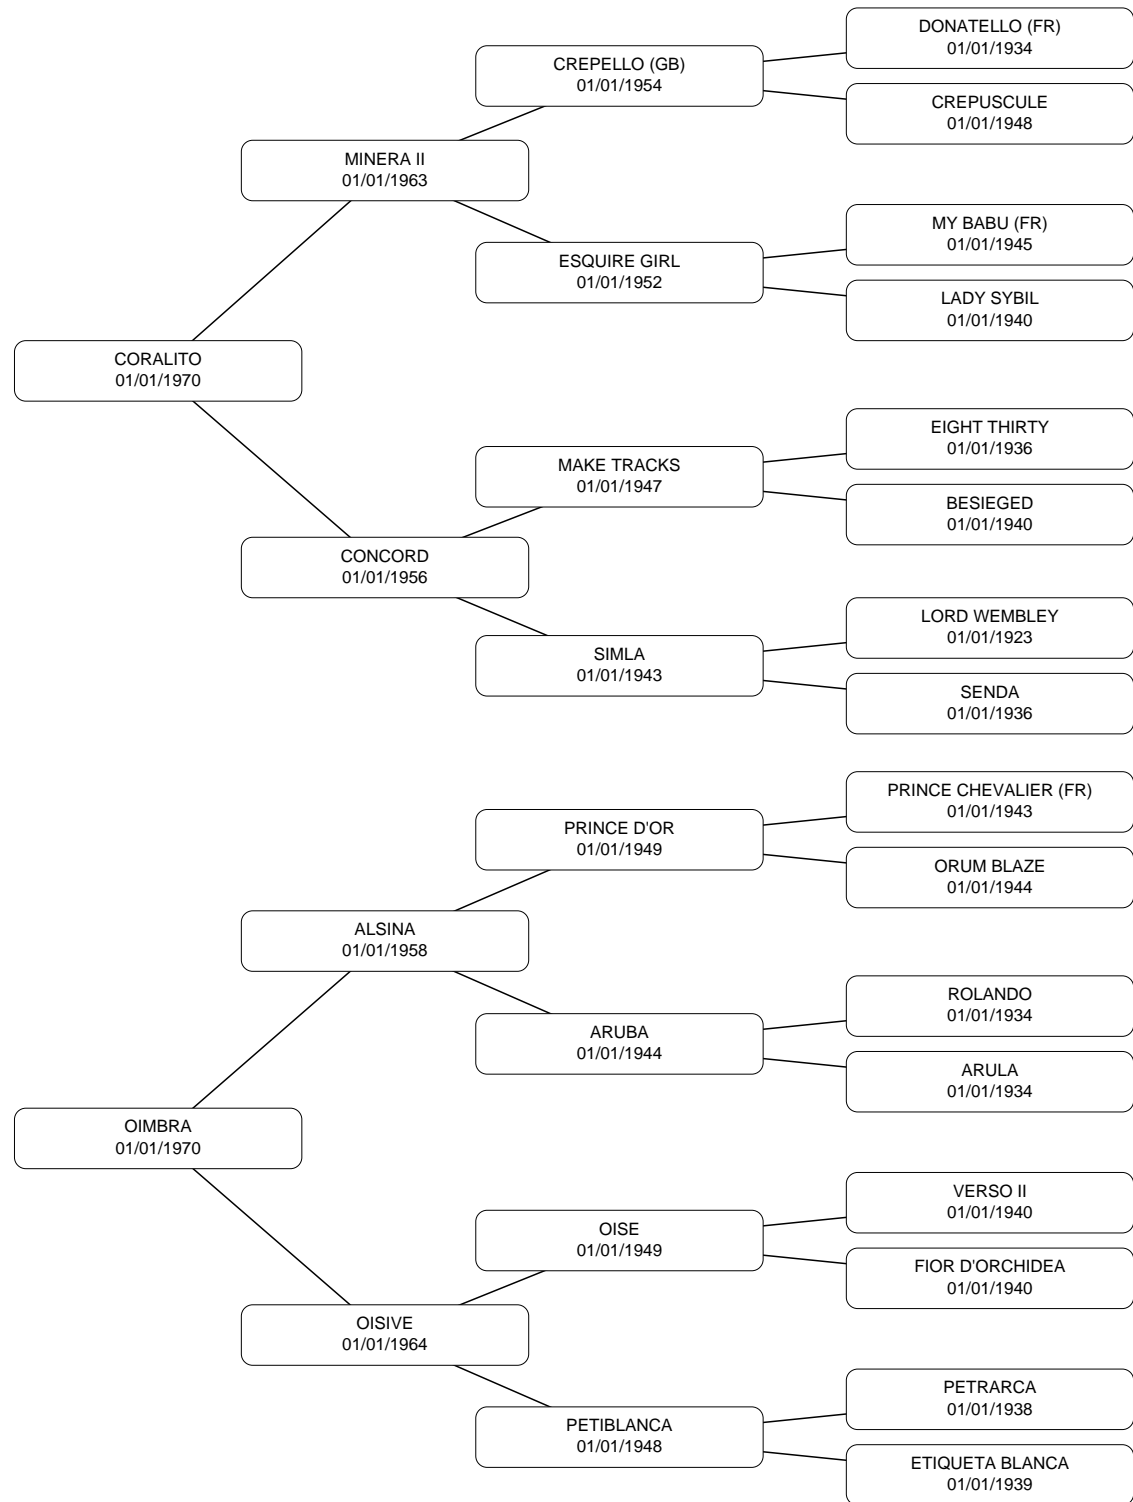 DONATELLO (FR)
01/01/1934
CREPELLO (GB)
01/01/1954
CREPUSCULE
01/01/1948
MINERA II
01/01/1963
MY BABU (FR)
01/01/1945
ESQUIRE GIRL
01/01/1952
LADY SYBIL
01/01/1940
CORALITO
01/01/1970
EIGHT THIRTY
01/01/1936
MAKE TRACKS
01/01/1947
BESIEGED
01/01/1940
CONCORD
01/01/1956
LORD WEMBLEY
01/01/1923
SIMLA
01/01/1943
SENDA
01/01/1936
PRINCE CHEVALIER (FR)
01/01/1943
PRINCE D'OR
01/01/1949
ORUM BLAZE
01/01/1944
ALSINA
01/01/1958
ROLANDO
01/01/1934
ARUBA
01/01/1944
ARULA
01/01/1934
OIMBRA
01/01/1970
VERSO II
01/01/1940
OISE
01/01/1949
FIOR D'ORCHIDEA
01/01/1940
OISIVE
01/01/1964
PETRARCA
01/01/1938
PETIBLANCA
01/01/1948
ETIQUETA BLANCA
01/01/1939